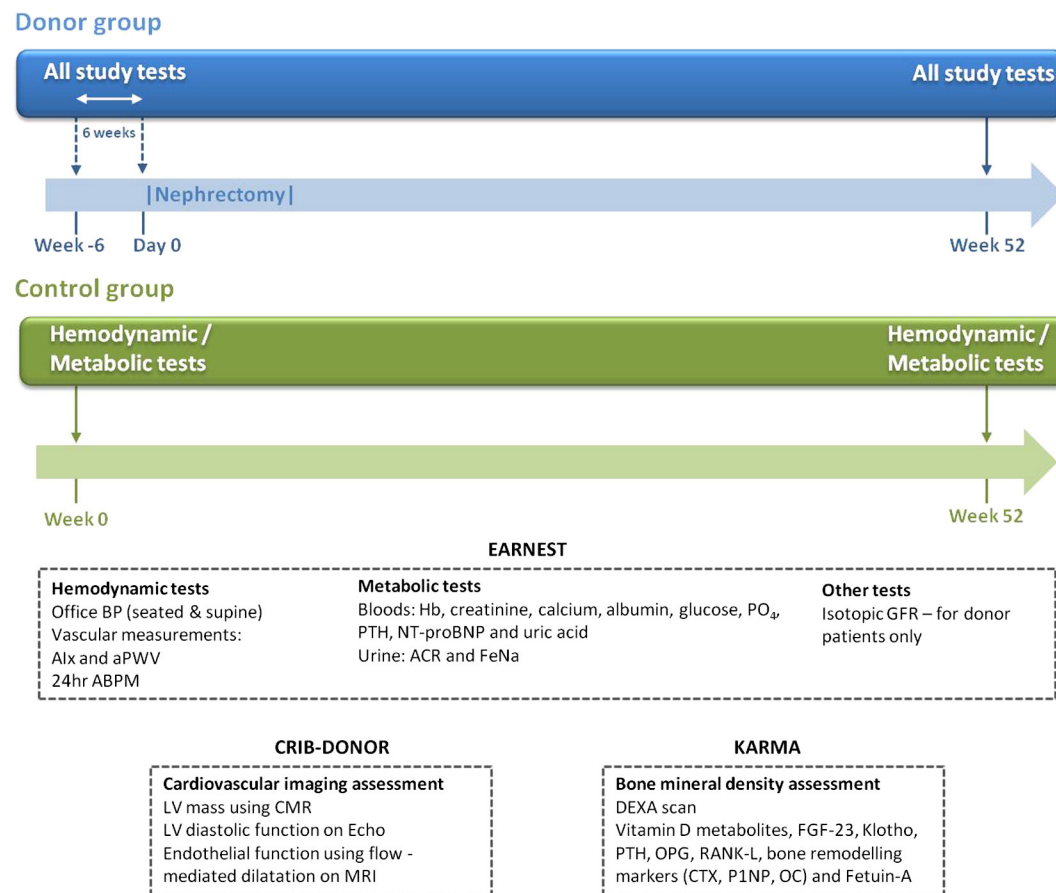 Donor group
All study tests
All study tests
6 weeks
|Nephrectomy|
Week -6
Day 0
Week 52
Control group
Hemodynamic /
Metabolic tests
Hemodynamic /
Metabolic tests
Week 0
Week 52
EARNEST
Hemodynamic tests
Office BP (seated & supine)
Vascular measurements:
AIx and aPWV
24hr ABPM
Metabolic tests
Bloods: Hb, creatinine, calcium, albumin, glucose, PO₄,
PTH, NT-proBNP and uric acid
Urine: ACR and FeNa
Other tests
Isotopic GFR – for donor
patients only
CRIB-DONOR
Cardiovascular imaging assessment
LV mass using CMR
LV diastolic function on Echo
Endothelial function using flow -
mediated dilatation on MRI
KARMA
Bone mineral density assessment
DEXA scan
Vitamin D metabolites, FGF-23, Klotho,
PTH, OPG, RANK-L, bone remodelling
markers (CTX, P1NP, OC) and Fetuin-A